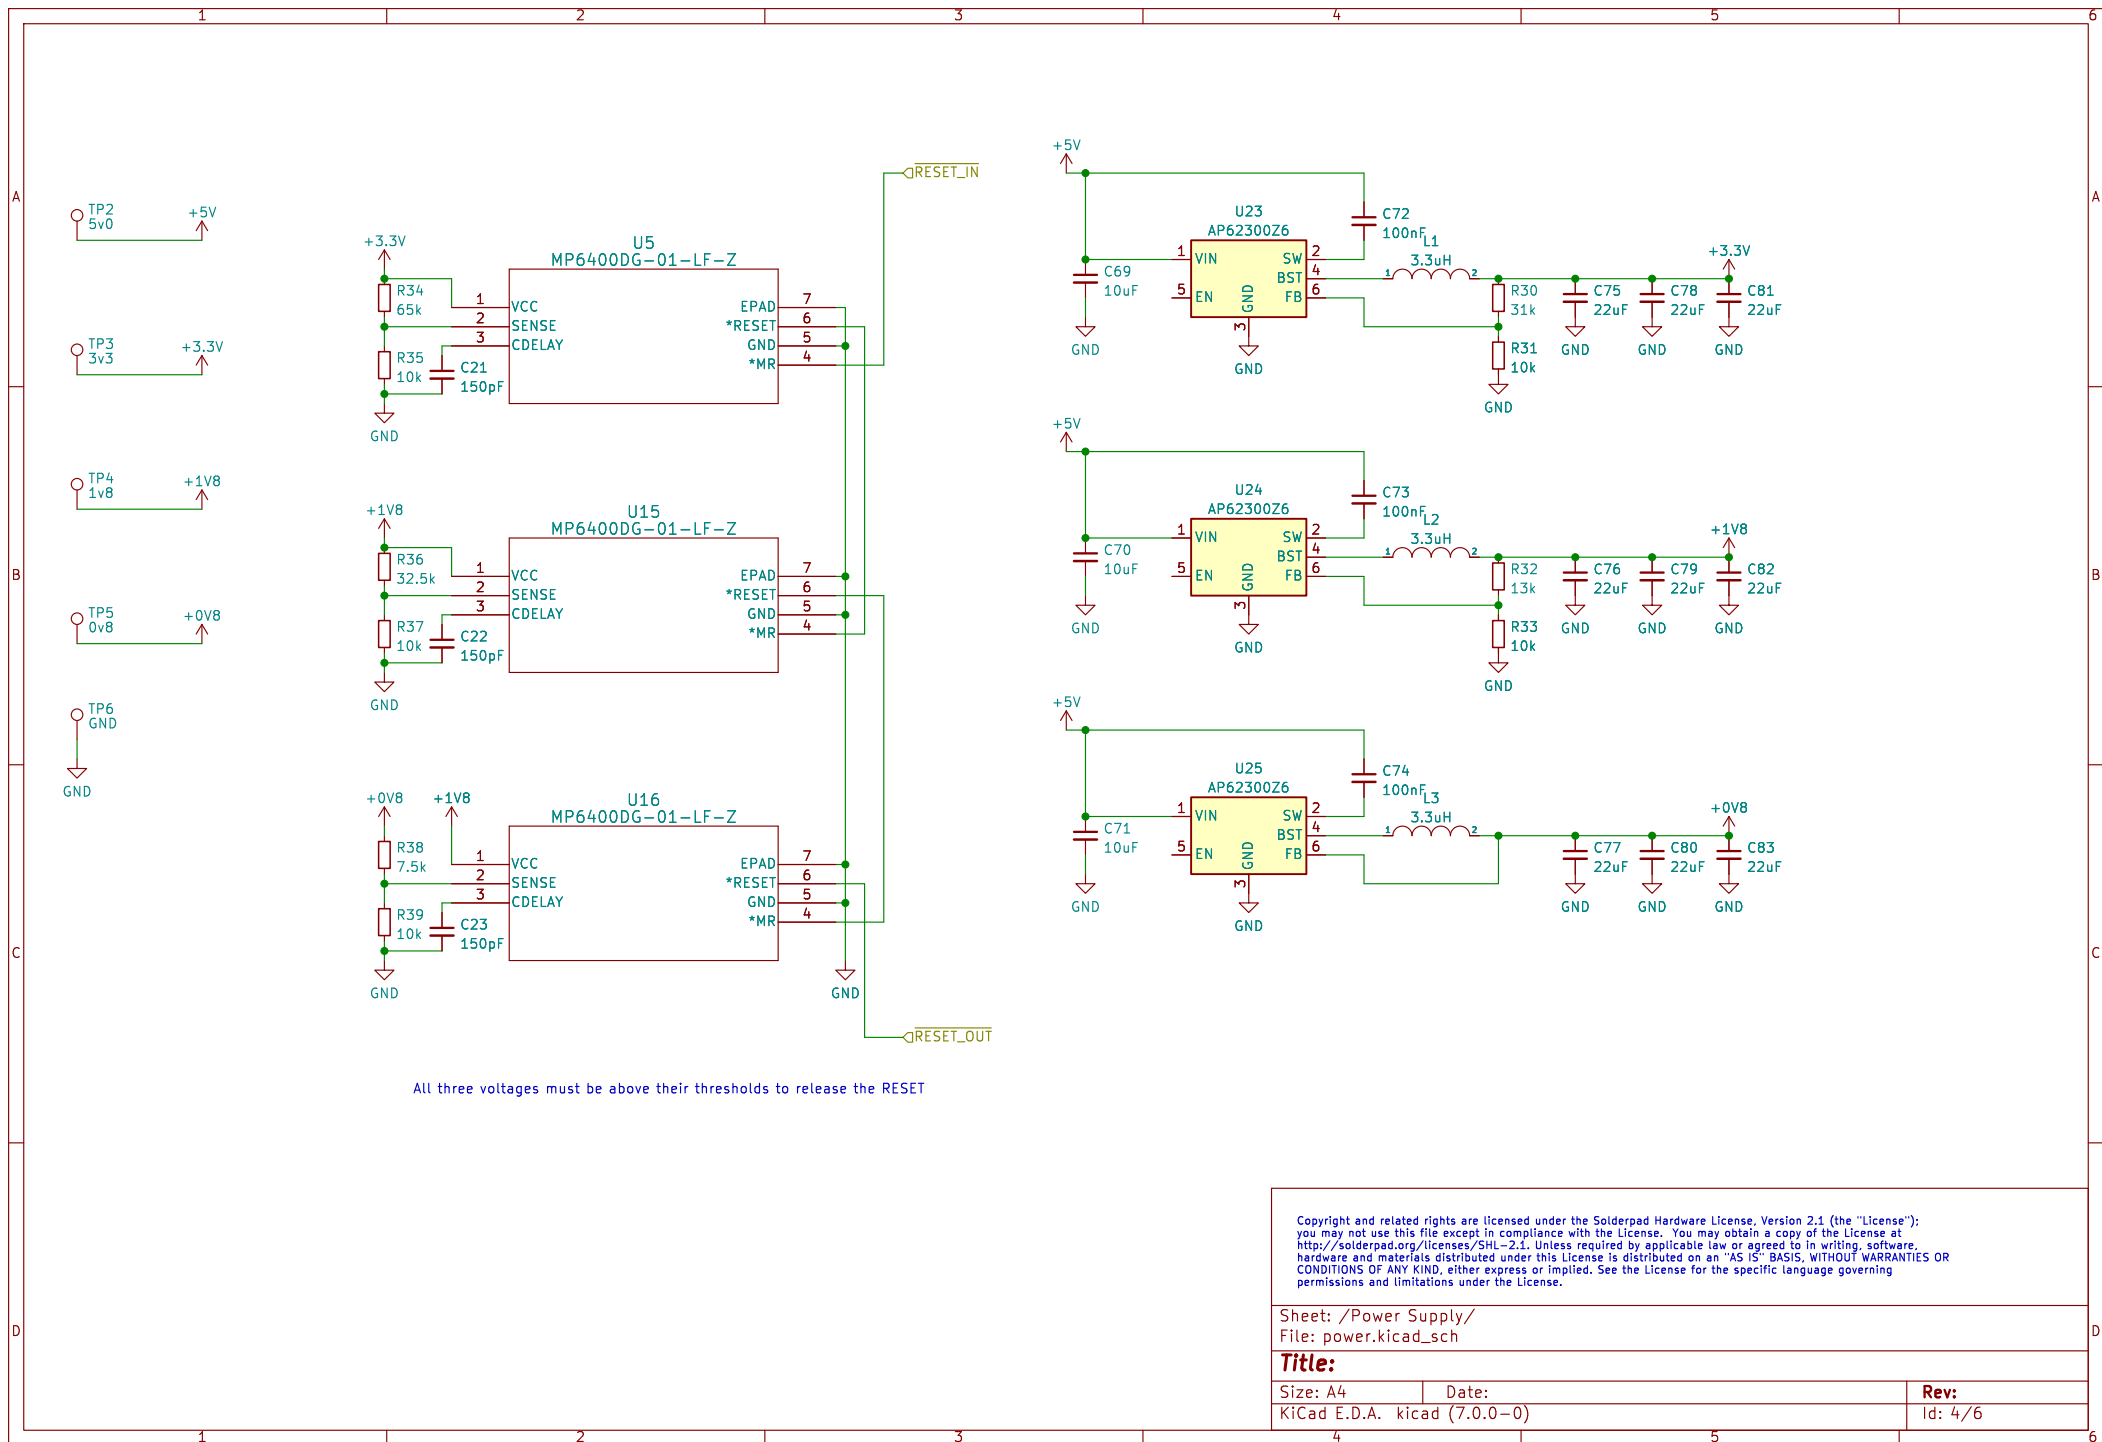 1 2 3 4 5 6
A
B
C
D
A
B
C
D
1 2 3 4 5 6
TP2
5v0
+5V
TP3
3v3
+3.3V
TP4
1v8
+1V8
TP5
0v8
+0V8
TP6
GND
GND
+3.3V
R34
65k
R35
10k
C21
150pF
GND
U5
MP6400DG-01-LF-Z
1 VCC
2 SENSE
3 CDELAY
EPAD 7
*RESET 6
GND 5
*MR 4
RESET_IN
+1V8
R36
32.5k
R37
10k
C22
150pF
GND
U15
MP6400DG-01-LF-Z
1 VCC
2 SENSE
3 CDELAY
EPAD 7
*RESET 6
GND 5
*MR 4
+0V8
+1V8
R38
7.5k
R39
10k
C23
150pF
GND
U16
MP6400DG-01-LF-Z
1 VCC
2 SENSE
3 CDELAY
EPAD 7
*RESET 6
GND 5
*MR 4
GND
RESET_OUT
All three voltages must be above their thresholds to release the RESET
+5V
C69
10uF
GND
U23
AP62300Z6
1 VIN
5 EN
GND
3
SW 2
BST 4
FB 6
GND
C72
100nF
L1
3.3uH
1 2
R30
31k
R31
10k
GND
C75
22uF
GND
C78
22uF
GND
+3.3V
C81
22uF
GND
+5V
C70
10uF
GND
U24
AP62300Z6
1 VIN
5 EN
GND
3
SW 2
BST 4
FB 6
GND
C73
100nF
L2
3.3uH
1 2
R32
13k
R33
10k
GND
C76
22uF
GND
C79
22uF
GND
+1V8
C82
22uF
GND
+5V
C71
10uF
GND
U25
AP62300Z6
1 VIN
5 EN
GND
3
SW 2
BST 4
FB 6
GND
C74
100nF
L3
3.3uH
1 2
C77
22uF
GND
C80
22uF
GND
+0V8
C83
22uF
GND
Copyright and related rights are licensed under the Solderpad Hardware License, Version 2.1 (the "License");
you may not use this file except in compliance with the License.  You may obtain a copy of the License at
http://solderpad.org/licenses/SHL-2.1. Unless required by applicable law or agreed to in writing, software,
hardware and materials distributed under this License is distributed on an "AS IS" BASIS, WITHOUT WARRANTIES OR
CONDITIONS OF ANY KIND, either express or implied. See the License for the specific language governing
permissions and limitations under the License.
Sheet: /Power Supply/
File: power.kicad_sch
Title:
Size: A4 Date: Rev:
KiCad E.D.A.  kicad (7.0.0-0) Id: 4/6